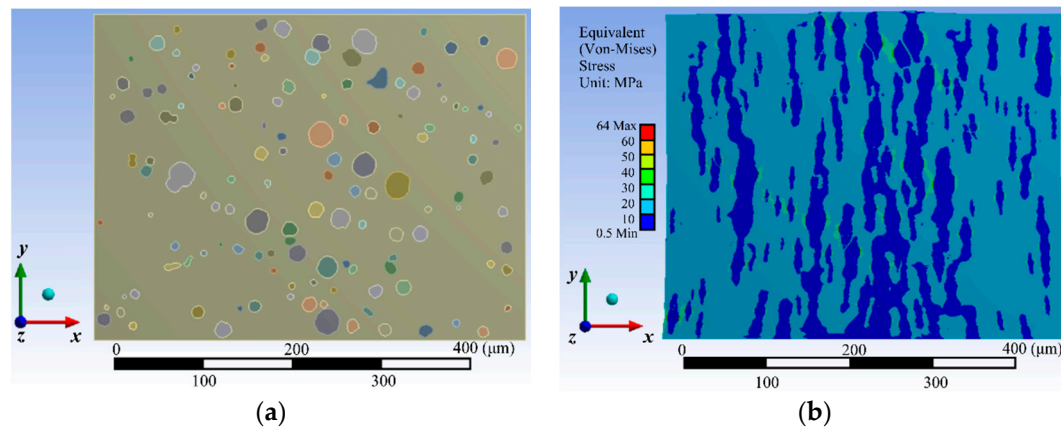 y
z
x
0
200
400 (μm)
100
300
(a)
Equivalent
(Von-Mises)
Stress
Unit: MPa
64 Max
60
50
40
30
20
10
0.5 Min
y
z
x
0
200
400 (μm)
100
300
(b)